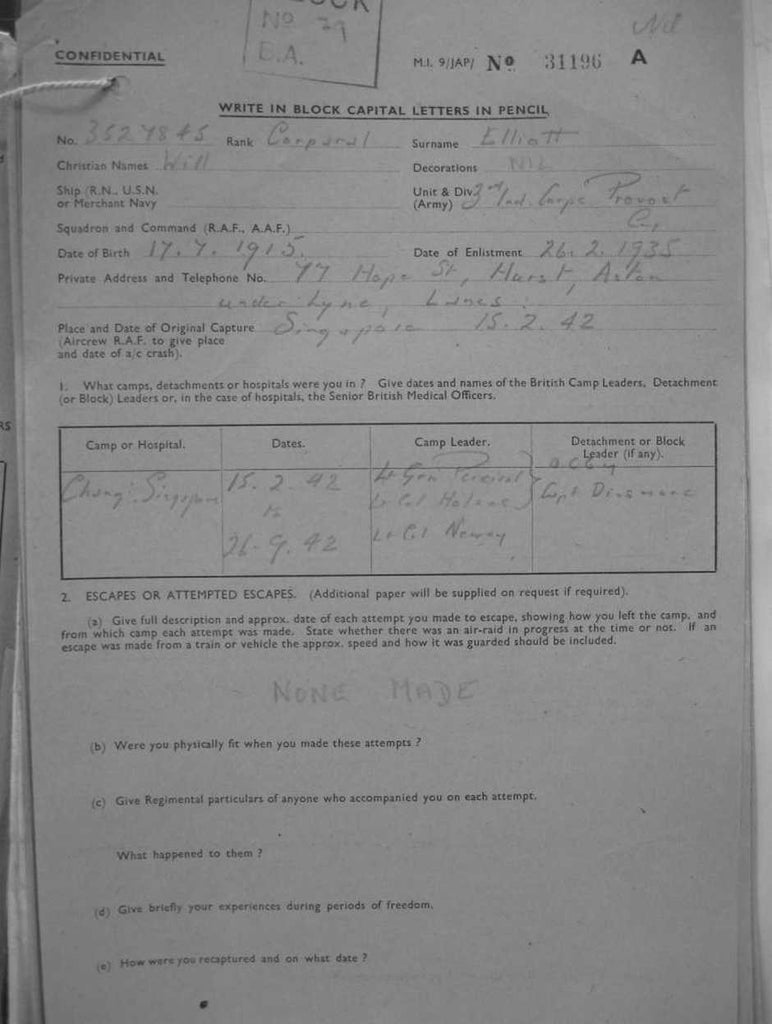 No 79
B.A.
Nil
CONFIDENTIAL
M.I. 9/JAP/ No 31196 A
WRITE IN BLOCK CAPITAL LETTERS IN PENCIL
No. 3527845 Rank Corporal Surname Elliott
Christian Names Will Decorations NIL
Ship (R.N., U.S.N. or Merchant Navy
Unit & Div. (Army) 3rd Ind. Corps Provost
Squadron and Command (R.A.F., A.A.F.)
Date of Birth 17.7.1915. Date of Enlistment 26.2.1935
Private Address and Telephone No. 77 Hope St, Hurst, Aston
under Lyne, Lancs.
Place and Date of Original Capture Singapore 15.2.42
(Aircrew R.A.F. to give place
and date of a/c crash).
1. What camps, detachments or hospitals were you in ? Give dates and names of the British Camp Leaders, Detachment
(or Block) Leaders or, in the case of hospitals, the Senior British Medical Officers.
Camp or Hospital. Dates. Camp Leader. Detachment or Block
Leader (if any).
Singapore 15.2.42 Lt Gen Percival
to Lt Col Holmes Capt
26.9.42 Lt Col
2. ESCAPES OR ATTEMPTED ESCAPES. (Additional paper will be supplied on request if required).
(a) Give full description and approx. date of each attempt you made to escape, showing how you left the camp, and
from which camp each attempt was made. State whether there was an air-raid in progress at the time or not. If an
escape was made from a train or vehicle the approx. speed and how it was guarded should be included.
NONE MADE
(b) Were you physically fit when you made these attempts ?
(c) Give Regimental particulars of anyone who accompanied you on each attempt.
What happened to them ?
(d) Give briefly your experiences during periods of freedom.
(e) How were you recaptured and on what date ?